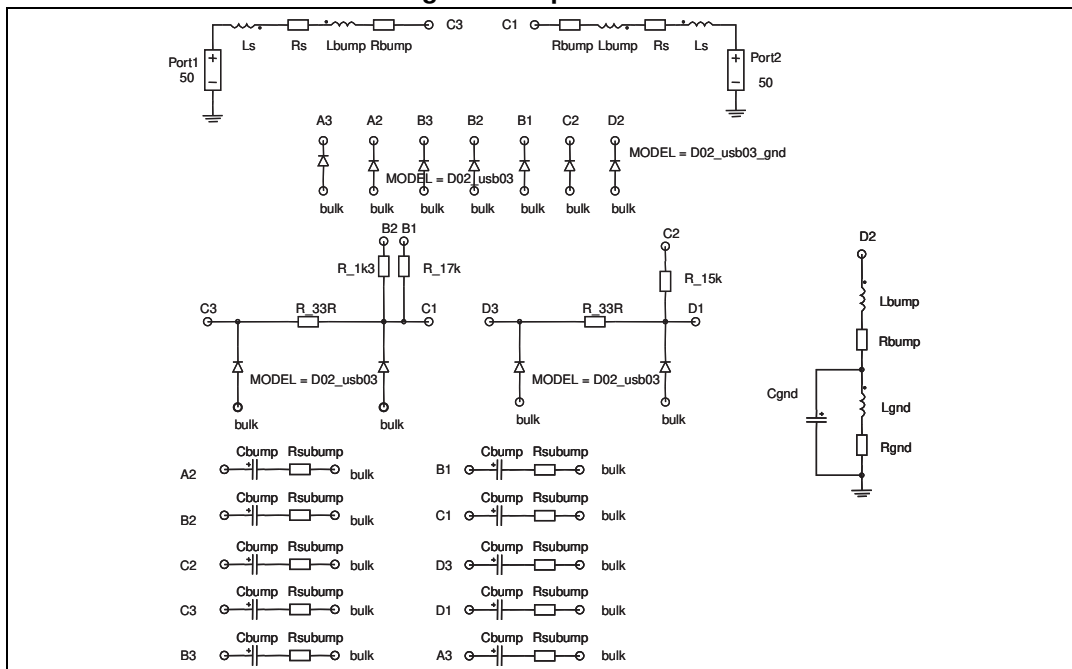 C3 C1
Ls Rs Lbump Rbump Rbump Lbump Rs Ls
Port1 + Port2 +
50 − 50 −
A3 A2 B3 B2 B1 C2 D2
MODEL = D02_usb03_gnd
MODEL = D02_usb03
bulk bulk bulk bulk bulk bulk bulk
B2 B1 C2 D2
R_1k3 R_17k R_15k
Lbump
C3 R_33R C1 D3 R_33R D1
Rbump
MODEL = D02_usb03 MODEL = D02_usb03
Cgnd + Lgnd
bulk bulk bulk bulk
Rgnd
Cbump Rsubump Cbump Rsubump
A2 + bulk B1 + bulk
Cbump Rsubump Cbump Rsubump
B2 + bulk C1 + bulk
Cbump Rsubump Cbump Rsubump
C2 + bulk D3 + bulk
Cbump Rsubump Cbump Rsubump
C3 + bulk D1 + bulk
Cbump Rsubump Cbump Rsubump
B3 + bulk A3 + bulk